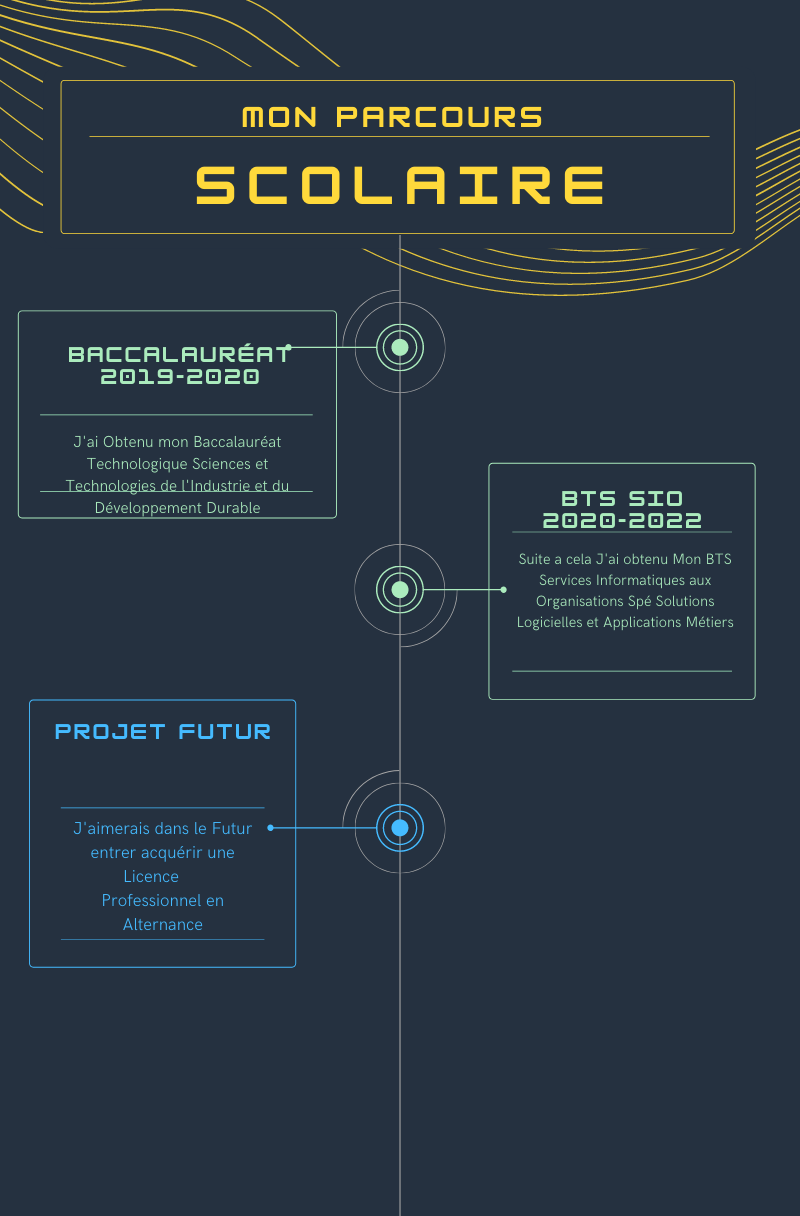 MON PARCOURS
SCOLAIRE
BACCALAURÉAT
2019-2020
J'ai Obtenu mon Baccalauréat
Technologique Sciences et
Technologies de l'Industrie et du
Développement Durable
BTS SIO
2020-2022
Suite a cela J'ai obtenu Mon BTS
Services Informatiques aux
Organisations Spé Solutions
Logicielles et Applications Métiers
PROJET FUTUR
J'aimerais dans le Futur
entrer acquérir une
Licence
Professionnel en
Alternance